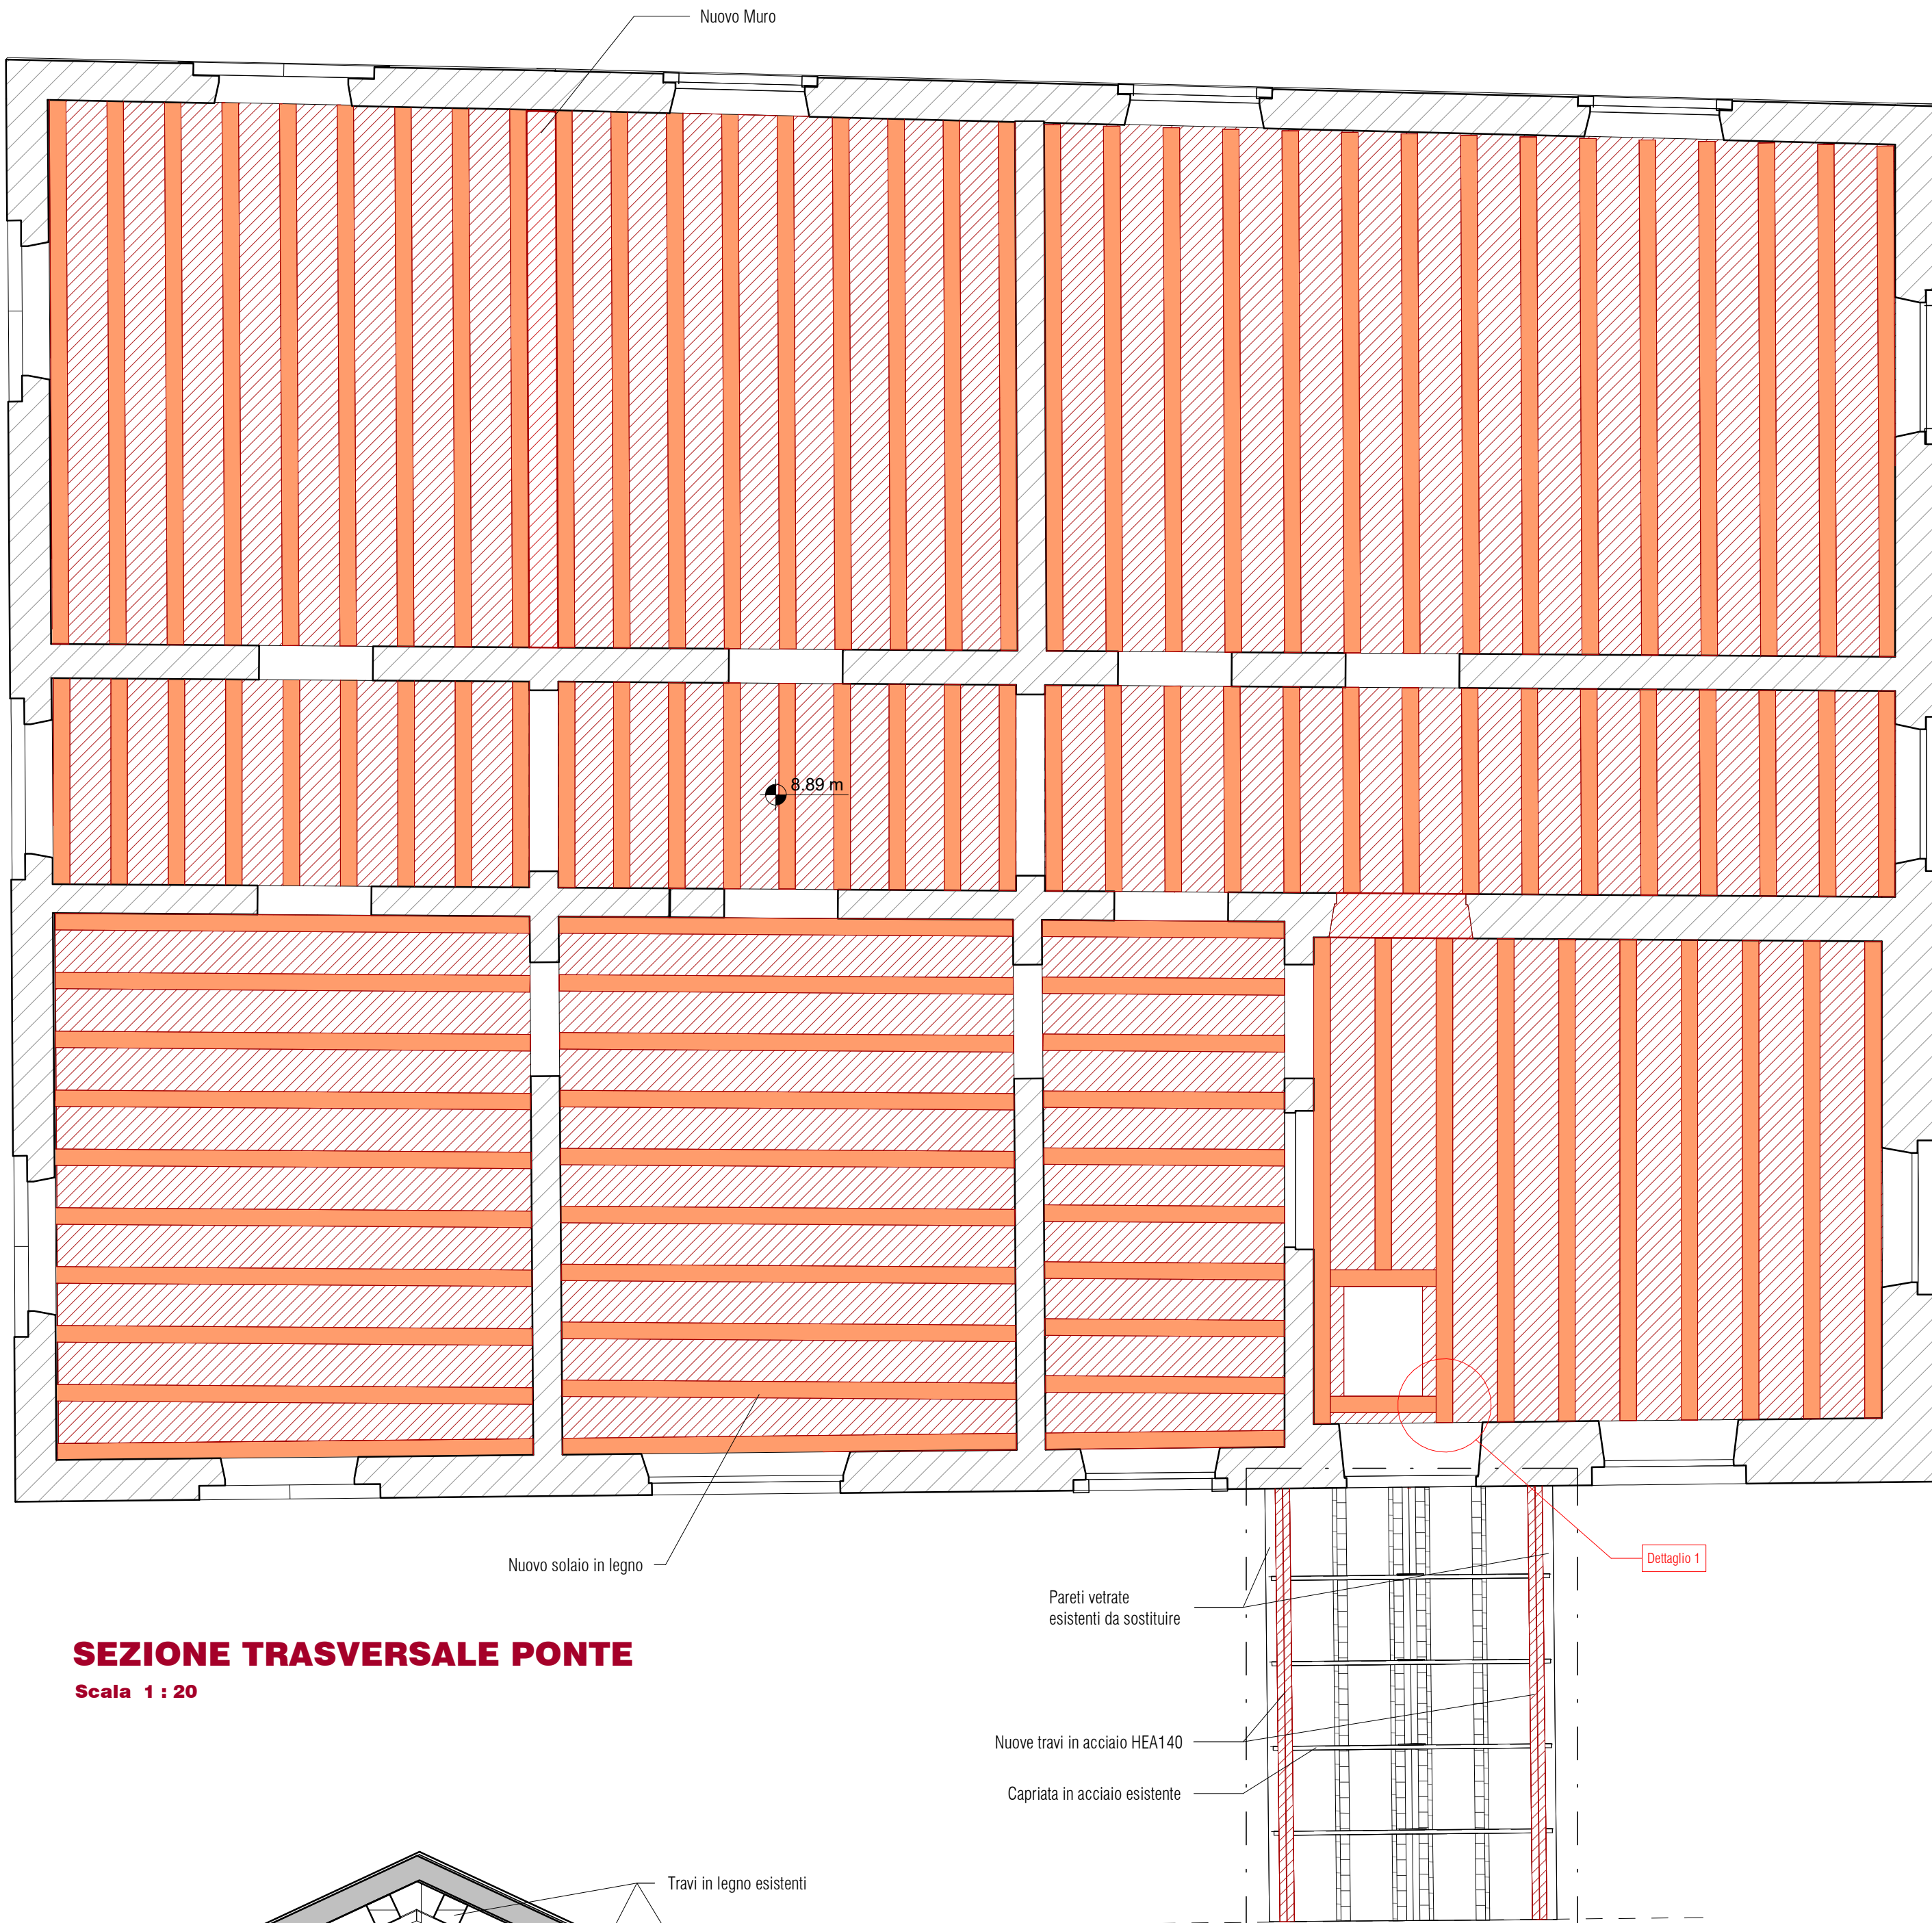 Nuovo Muro
8.89 m
Nuovo solaio in legno
Dettaglio 1
Pareti vetrate
esistenti da sostituire
SEZIONE TRASVERSALE PONTE
Scala 1 : 20
Nuove travi in acciaio HEA140
Capriata in acciaio esistente
Travi in legno esistenti